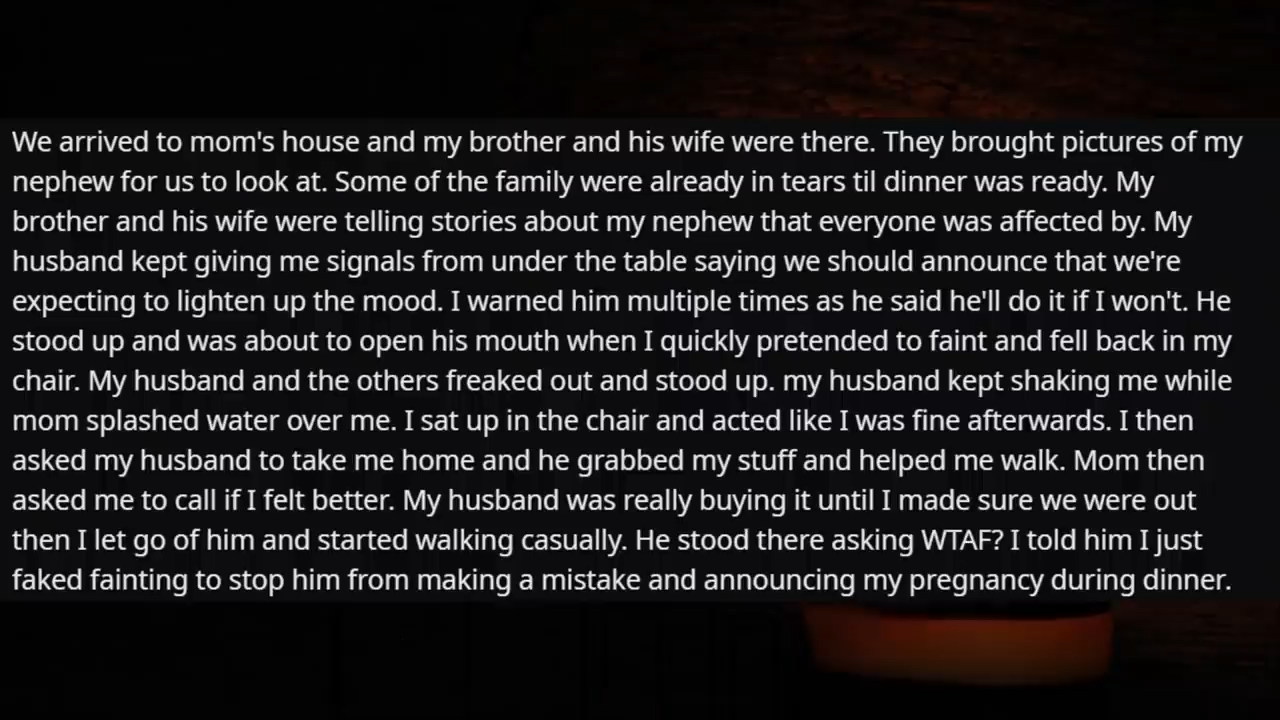 We arrived to mom's house and my brother and his wife were there. They brought pictures of my
nephew for us to look at. Some of the family were already in tears til dinner was ready. My
brother and his wife were telling stories about my nephew that everyone was affected by. My
husband kept giving me signals from under the table saying we should announce that we're
expecting to lighten up the mood. I warned him multiple times as he said he'll do it if I won't. He
stood up and was about to open his mouth when I quickly pretended to faint and fell back in my
chair. My husband and the others freaked out and stood up. my husband kept shaking me while
mom splashed water over me. I sat up in the chair and acted like I was fine afterwards. I then
asked my husband to take me home and he grabbed my stuff and helped me walk. Mom then
asked me to call if I felt better. My husband was really buying it until I made sure we were out
then I let go of him and started walking casually. He stood there asking WTAF? I told him I just
faked fainting to stop him from making a mistake and announcing my pregnancy during dinner.